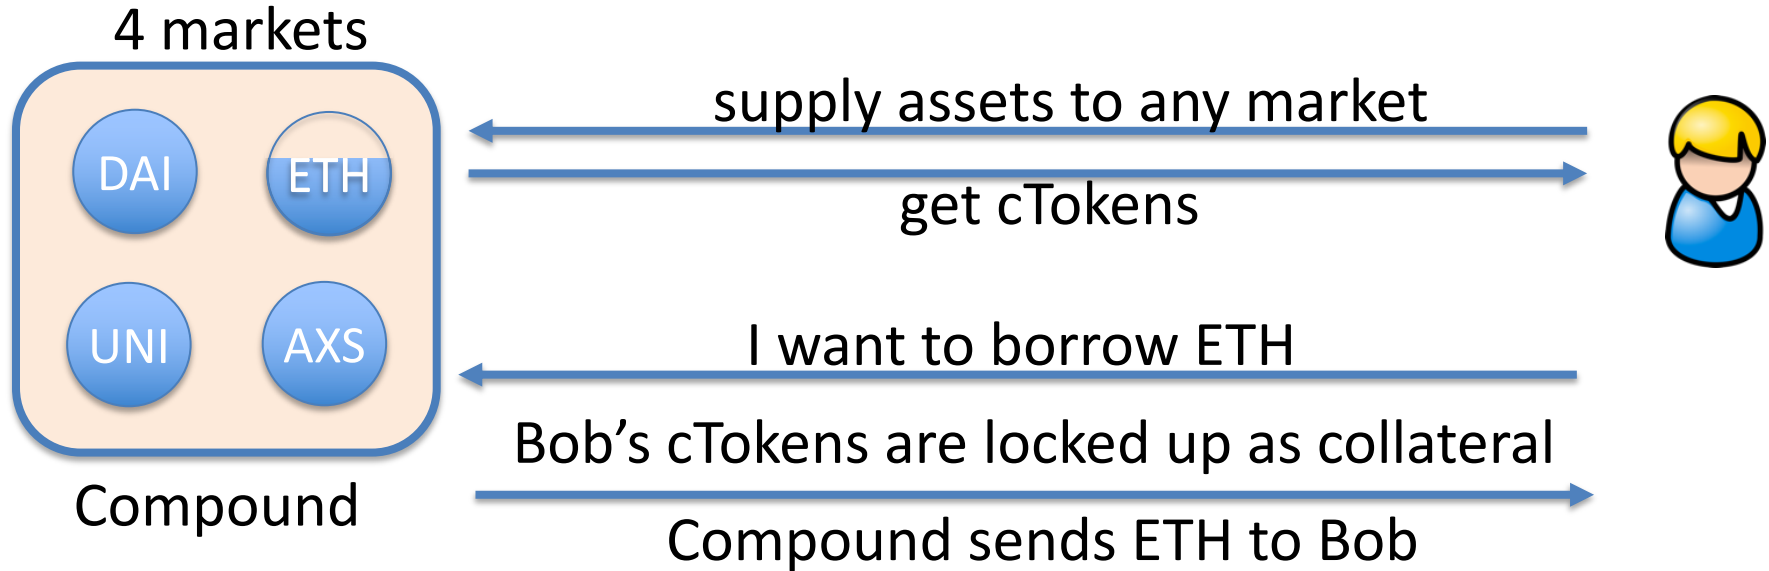 4 markets
DAI
ETH
UNI
AXS
Compound
supply assets to any market
get cTokens
I want to borrow ETH
Bob’s cTokens are locked up as collateral
Compound sends ETH to Bob